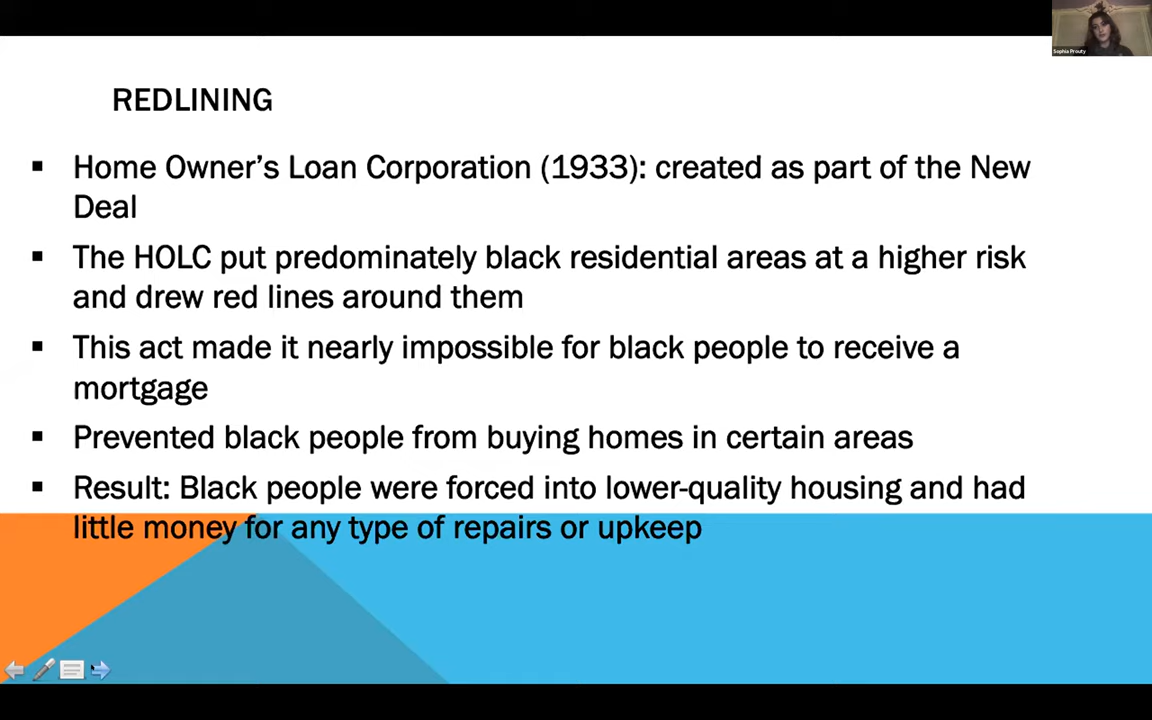 Sophia Prouty
REDLINING
▪ Home Owner’s Loan Corporation (1933): created as part of the New
Deal
▪ The HOLC put predominately black residential areas at a higher risk
and drew red lines around them
▪ This act made it nearly impossible for black people to receive a
mortgage
▪ Prevented black people from buying homes in certain areas
▪ Result: Black people were forced into lower-quality housing and had
little money for any type of repairs or upkeep